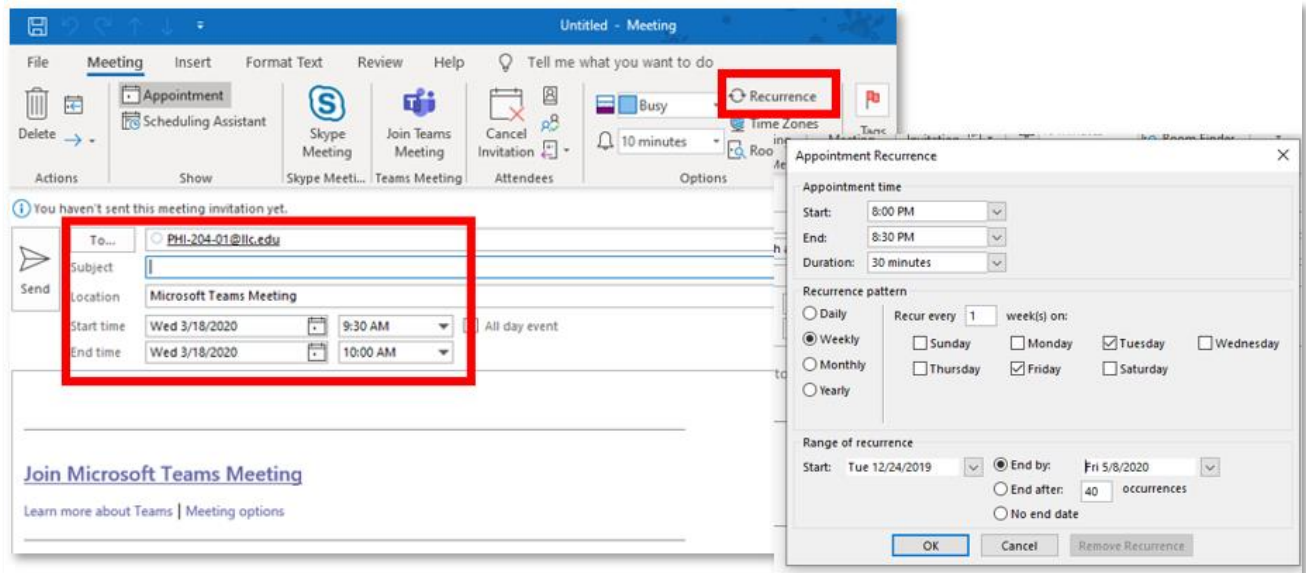 Untitled - Meeting
File Meeting Insert Format Text Review Help Tell me what you want to do
Delete
Actions
Appointment
Scheduling Assistant
Show
Skype
Meeting
Skype Meeti...
Join Teams
Meeting
Teams Meeting
Cancel
Invitation
Attendees
Busy
10 minutes
Recurrence
Time Zones
Roo
Options
Tags
Room Finder
You haven't sent this meeting invitation yet.
Send
To... PHI-204-01@llc.edu
Subject
Location Microsoft Teams Meeting
Start time Wed 3/18/2020 9:30 AM All day event
End time Wed 3/18/2020 10:00 AM
Join Microsoft Teams Meeting
Learn more about Teams | Meeting options
Appointment Recurrence
Appointment time
Start: 8:00 PM
End: 8:30 PM
Duration: 30 minutes
Recurrence pattern
Daily Recur every 1 week(s) on:
Weekly Sunday Monday Tuesday Wednesday
Monthly Thursday Friday Saturday
Yearly
Range of recurrence
Start: Tue 12/24/2019 End by: Fri 5/8/2020
End after: 40 occurrences
No end date
OK Cancel Remove Recurrence